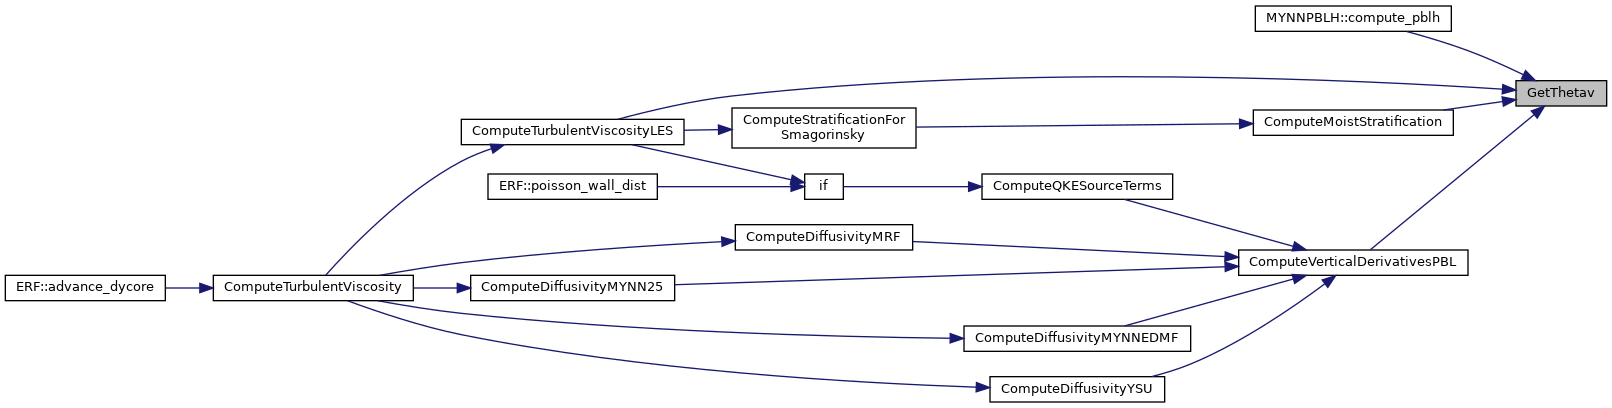 MYNNPBLH::compute_pblh
GetThetav
ComputeStratificationFor
Smagorinsky
ComputeMoistStratification
ComputeTurbulentViscosityLES
ERF::poisson_wall_dist
if
ComputeQKESourceTerms
ComputeDiffusivityMRF
ComputeVerticalDerivativesPBL
ERF::advance_dycore
ComputeTurbulentViscosity
ComputeDiffusivityMYNN25
ComputeDiffusivityMYNNEDMF
ComputeDiffusivityYSU